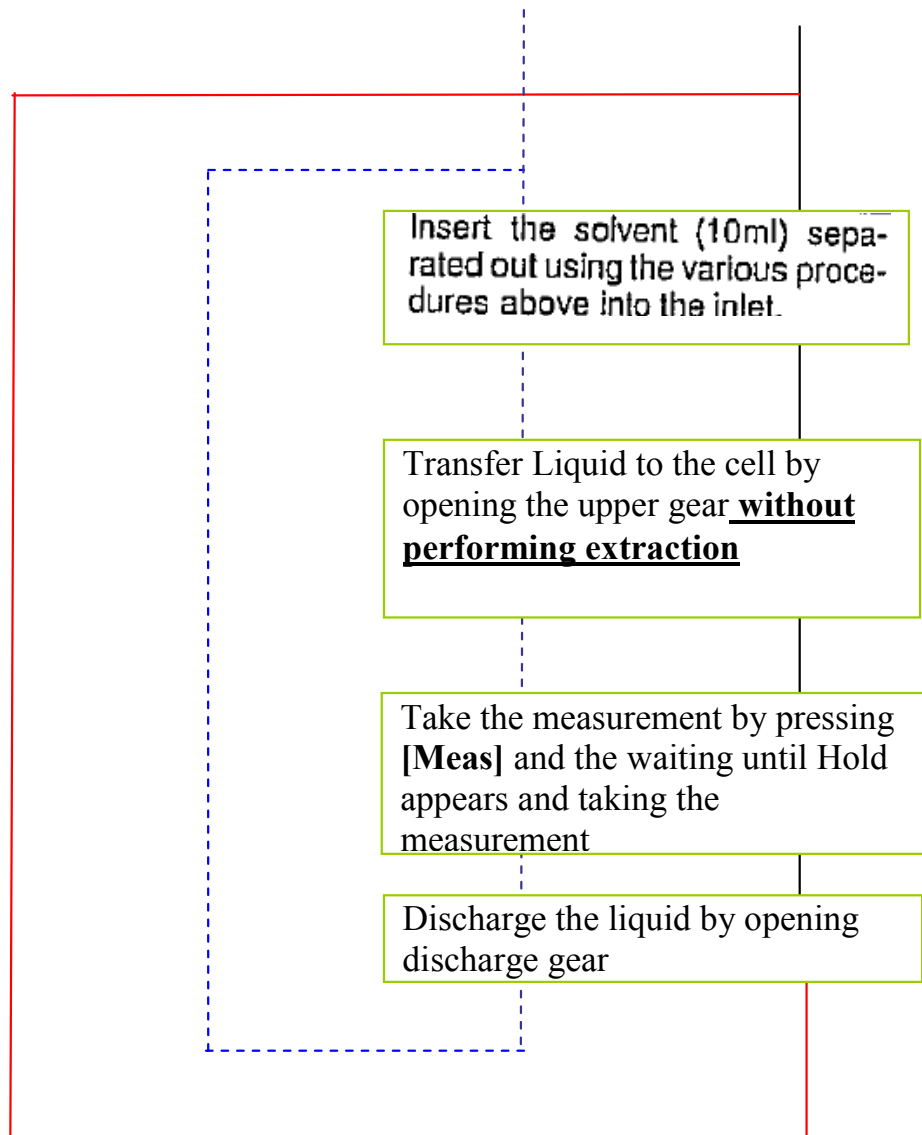 Insert the solvent (10ml) sepa-
rated out using the various proce-
dures above into the inlet.
Transfer Liquid to the cell by
opening the upper gear without
performing extraction
Take the measurement by pressing
[Meas] and the waiting until Hold
appears and taking the
measurement
Discharge the liquid by opening
discharge gear